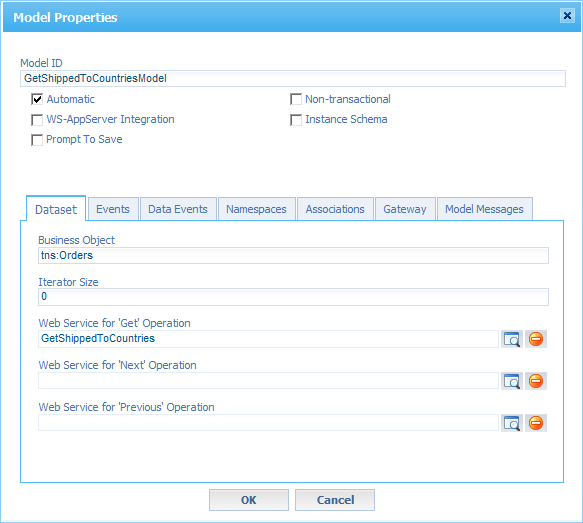 Model Properties
Model ID
GetShippedToCountriesModel
Automatic Non-transactional
WS-AppServer Integration Instance Schema
Prompt To Save
Dataset Events Data Events Namespaces Associations Gateway Model Messages
Business Object
tns:Orders
Iterator Size
0
Web Service for 'Get' Operation
GetShippedToCountries
Web Service for 'Next' Operation
Web Service for 'Previous' Operation
OK Cancel